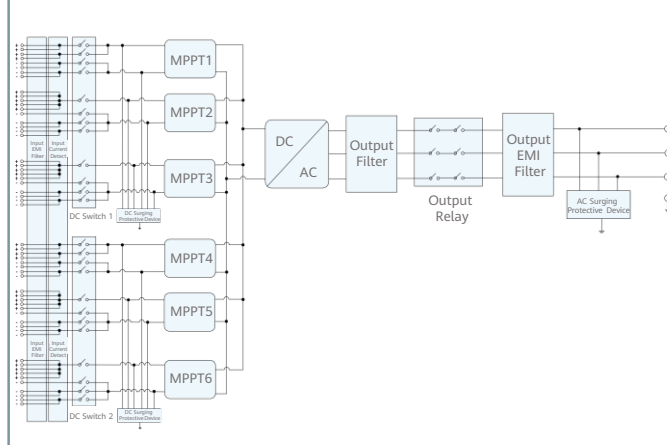 MPPT1
MPPT2
MPPT3
MPPT4
MPPT5
MPPT6
Input
EMI
Filter
Input
Current
Detect
DC Switch 1
DC Surging
Protective Device
Input
EMI
Filter
Input
Current
Detect
DC Switch 2
DC Surging
Protective Device
DC
AC
Output
Filter
Output
Relay
Output
EMI
Filter
AC Surging
Protective Device